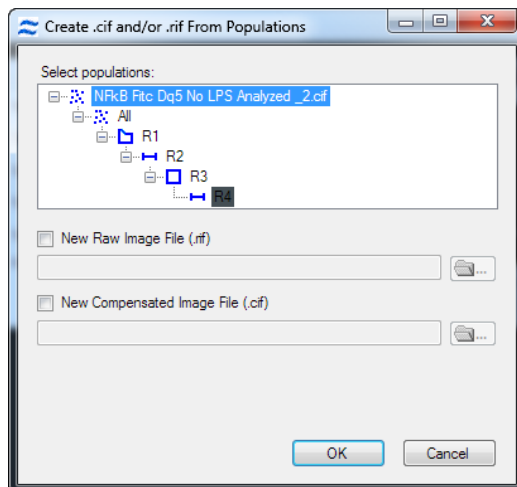 Create .cif and/or .rif From Populations
Select populations:
NFkB Fitc Dq5 No LPS Analyzed _2.cif
All
R1
R2
R3
R4
New Raw Image File (.rif)
...
New Compensated Image File (.cif)
...
OK
Cancel